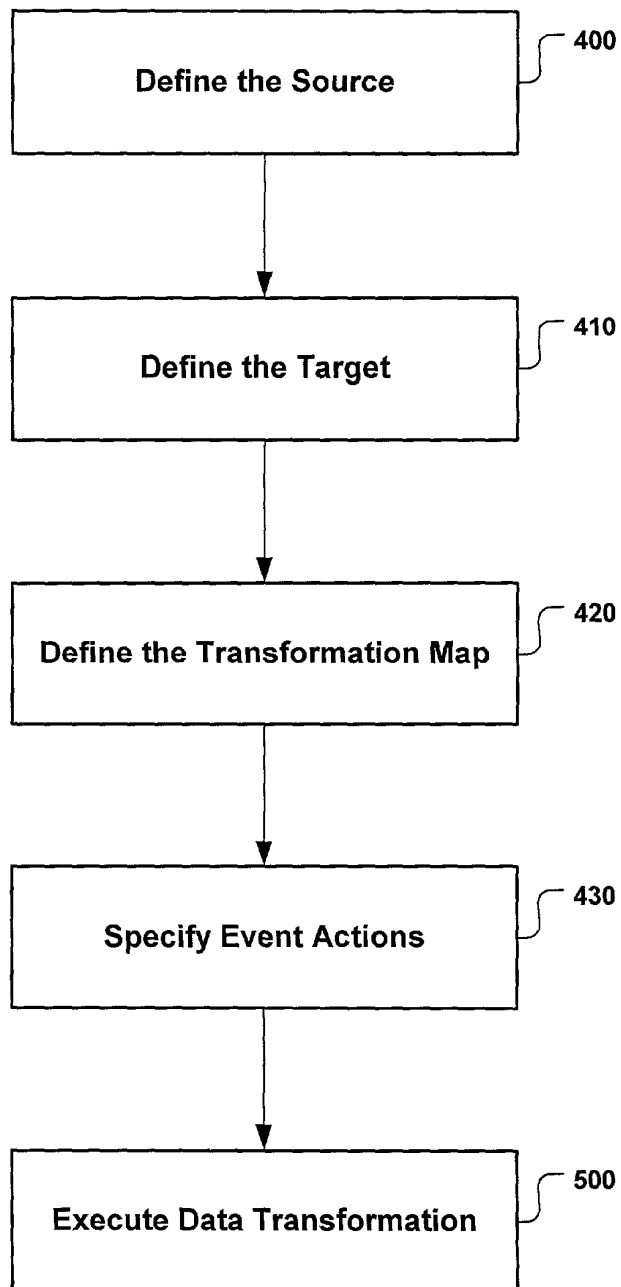 400
Define the Source
410
Define the Target
420
Define the Transformation Map
430
Specify Event Actions
500
Execute Data Transformation